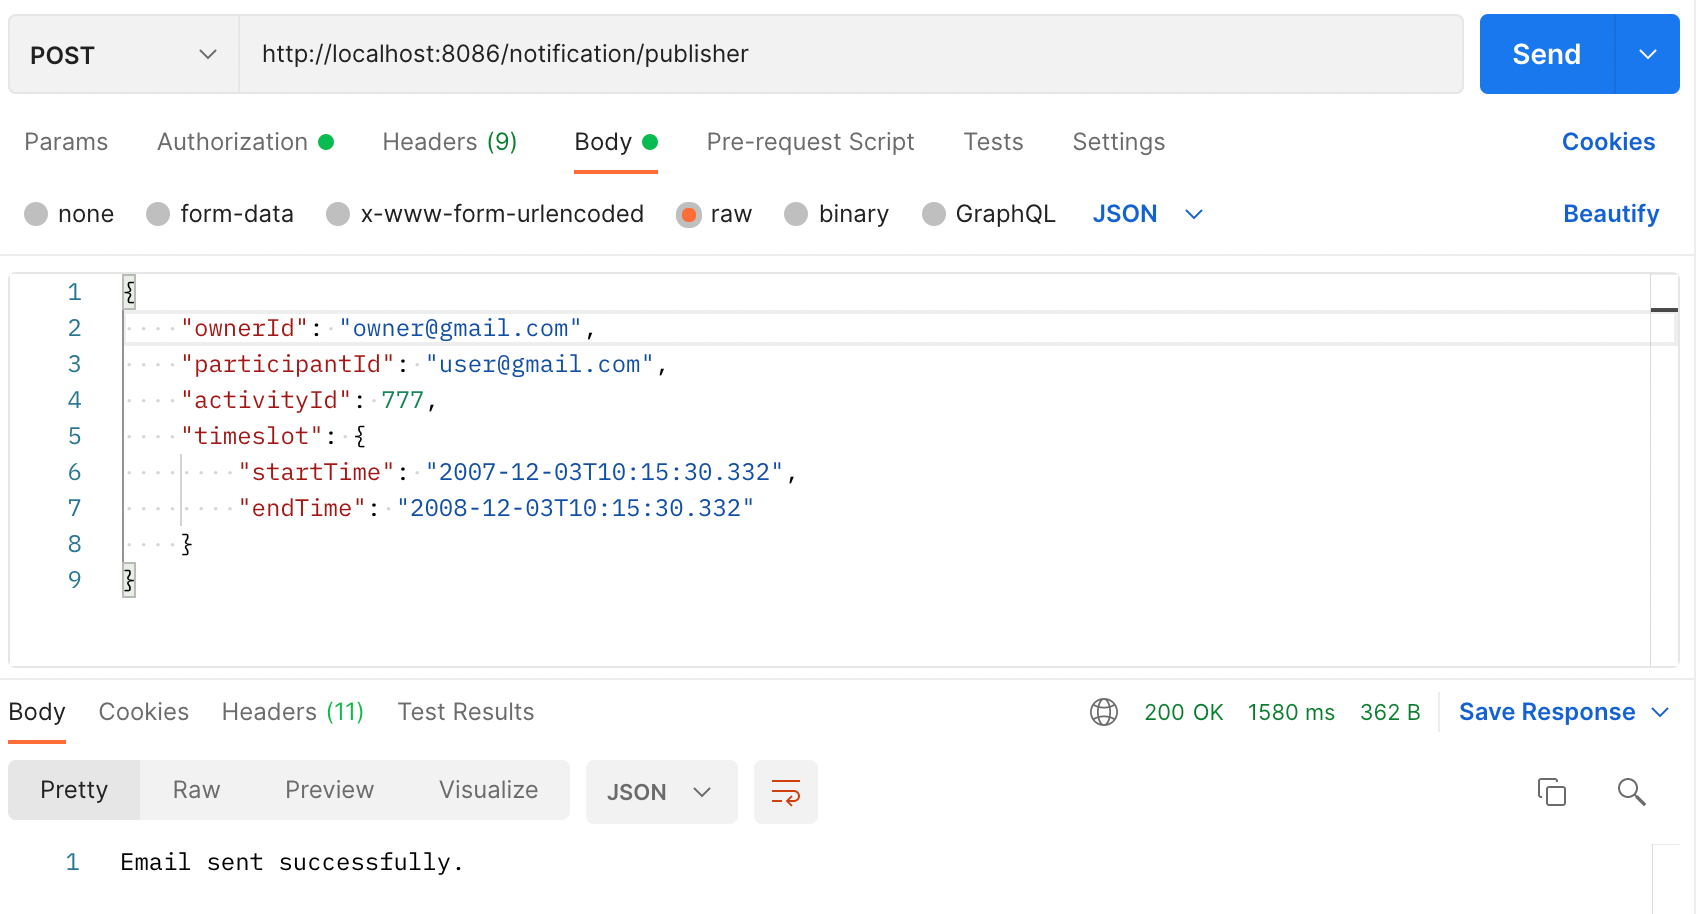 POST http://localhost:8086/notification/publisher Send
Params Authorization Headers (9) Body Pre-request Script Tests Settings Cookies
none form-data x-www-form-urlencoded raw binary GraphQL JSON Beautify
1 {
2 "ownerId": "owner@gmail.com",
3 "participantId": "user@gmail.com",
4 "activityId": 777,
5 "timeslot": {
6 "startTime": "2007-12-03T10:15:30.332",
7 "endTime": "2008-12-03T10:15:30.332"
8 }
9 }
Body Cookies Headers (11) Test Results 200 OK 1580 ms 362 B Save Response
Pretty Raw Preview Visualize JSON
1 Email sent successfully.